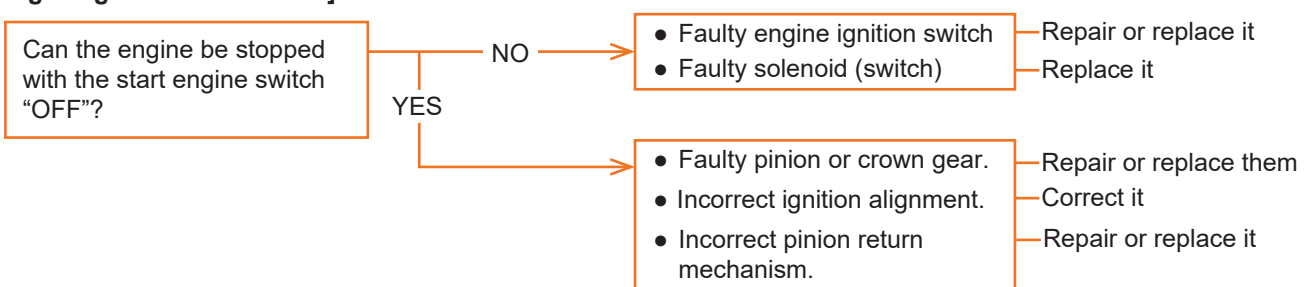 Can the engine be stopped
with the start engine switch
“OFF”?
NO
YES
● Faulty engine ignition switch
Repair or replace it
● Faulty solenoid (switch)
Replace it
● Faulty pinion or crown gear.
Repair or replace them
● Incorrect ignition alignment.
Correct it
● Incorrect pinion return
mechanism.
Repair or replace it